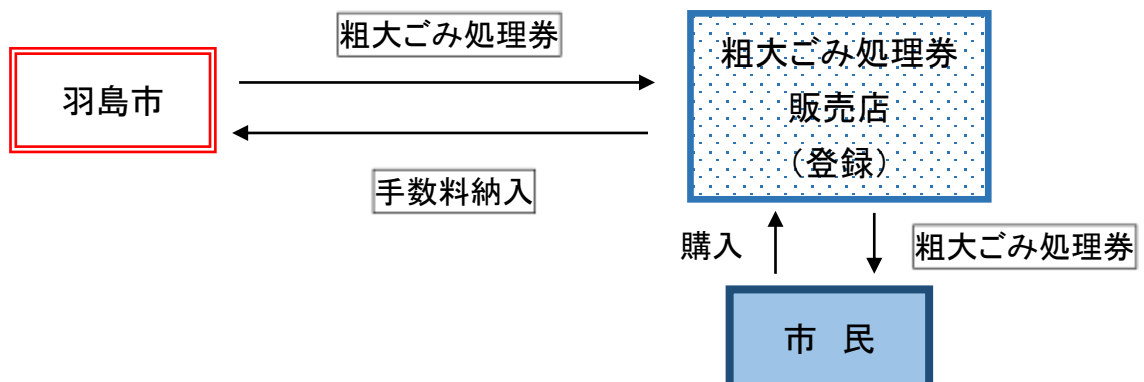 粗大ごみ処理券
羽島市
粗大ごみ処理券
販売店
（登録）
手数料納入
購入
粗大ごみ処理券
市　民